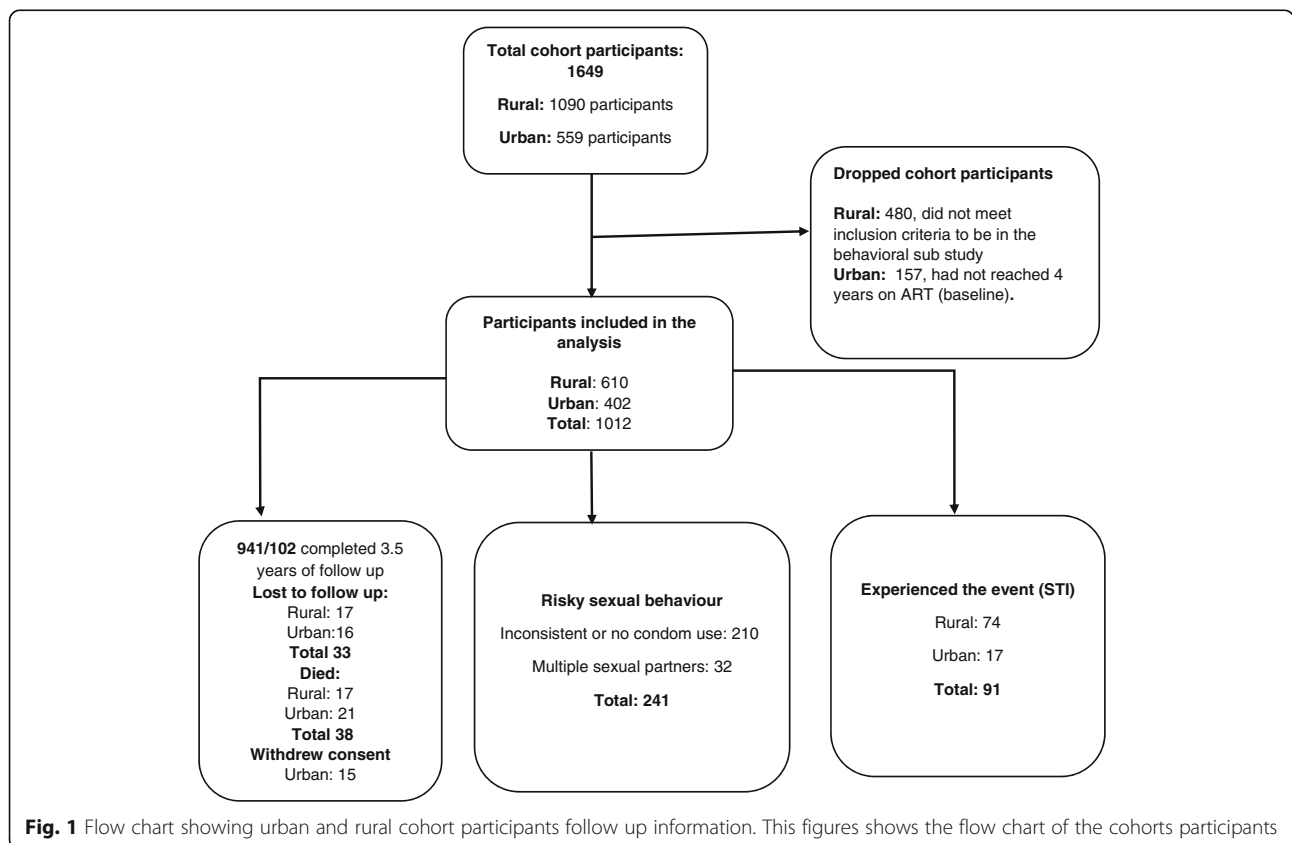 Total cohort participants:
1649
Rural: 1090 participants
Urban: 559 participants
Dropped cohort participants
Rural: 480, did not meet
inclusion criteria to be in the
behavioral sub study
Urban: 157, had not reached 4
years on ART (baseline).
Participants included in the
analysis
Rural: 610
Urban: 402
Total: 1012
941/102 completed 3.5
years of follow up
Lost to follow up:
Rural: 17
Urban:16
Total 33
Died:
Rural: 17
Urban: 21
Total 38
Withdrew consent
Urban: 15
Risky sexual behaviour
Inconsistent or no condom use: 210
Multiple sexual partners: 32
Total: 241
Experienced the event (STI)
Rural: 74
Urban: 17
Total: 91
Fig. 1 Flow chart showing urban and rural cohort participants follow up information. This figures shows the flow chart of the cohorts participants